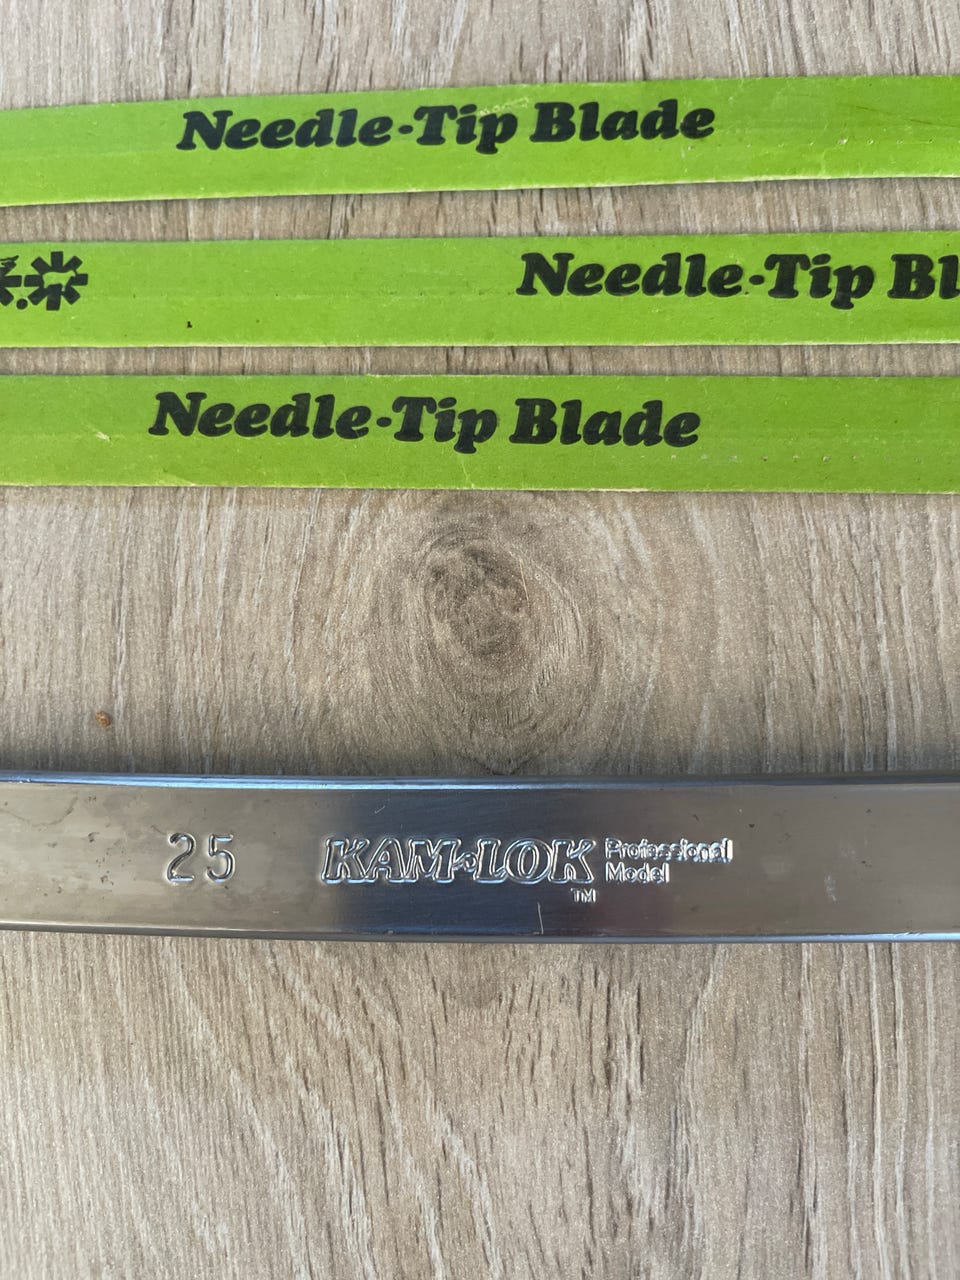 Needle-Tip Blade
Needle-Tip Bl
Needle-Tip Blade
25 KAM-LOK Professional Model TM